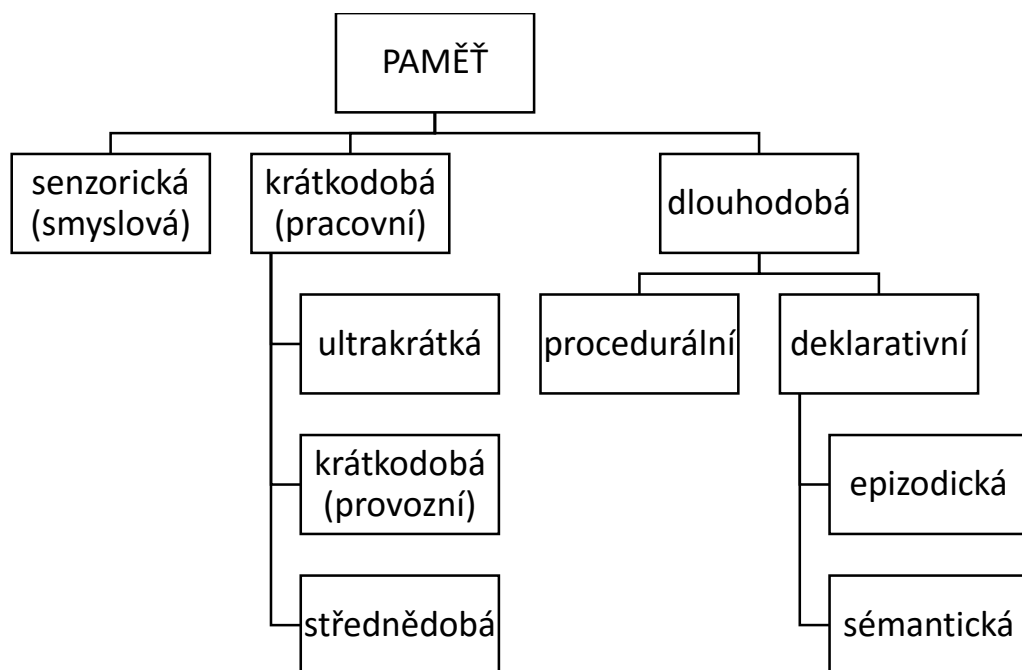 PAMĚŤ
senzorická
(smyslová)
krátkodobá
(pracovní)
dlouhodobá
ultrakrátká
procedurální
deklarativní
krátkodobá
(provozní)
epizodická
střednědobá
sémantická